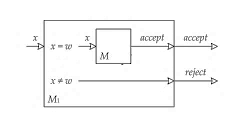 x x accept accept
x = w
M
reject
x ≠ w
M₁